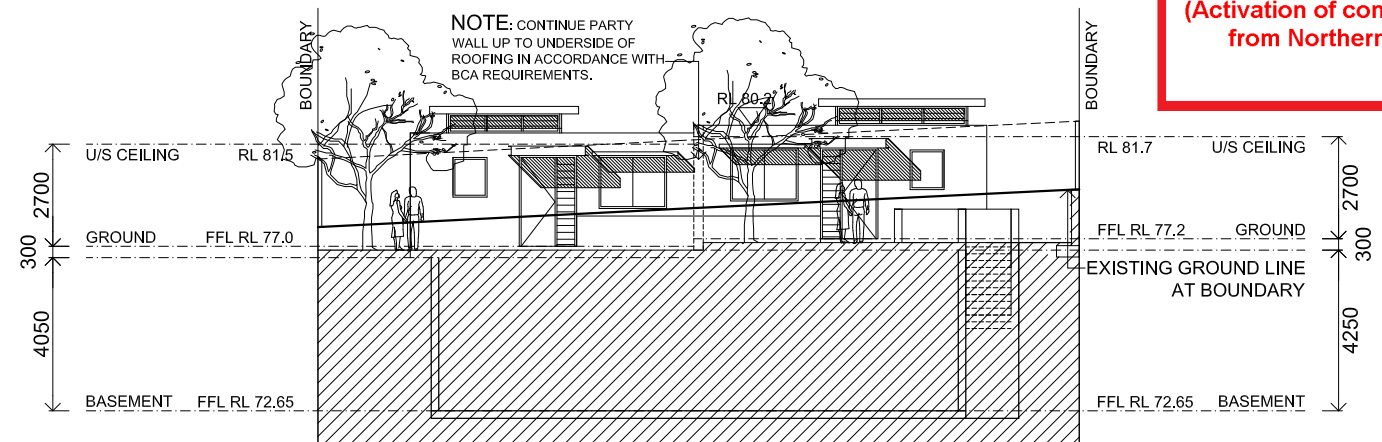 NOTE: CONTINUE PARTY
WALL UP TO UNDERSIDE OF
ROOFING IN ACCORDANCE WITH
BCA REQUIREMENTS.
(Activation of com
from Northern
BOUNDARY
BOUNDARY
RL 80.2
U/S CEILING RL 81.5
RL 81.7 U/S CEILING
2700
2700
GROUND FFL RL 77.0
FFL RL 77.2 GROUND
300
300
EXISTING GROUND LINE
AT BOUNDARY
4050
4250
BASEMENT FFL RL 72.65
FFL RL 72.65 BASEMENT